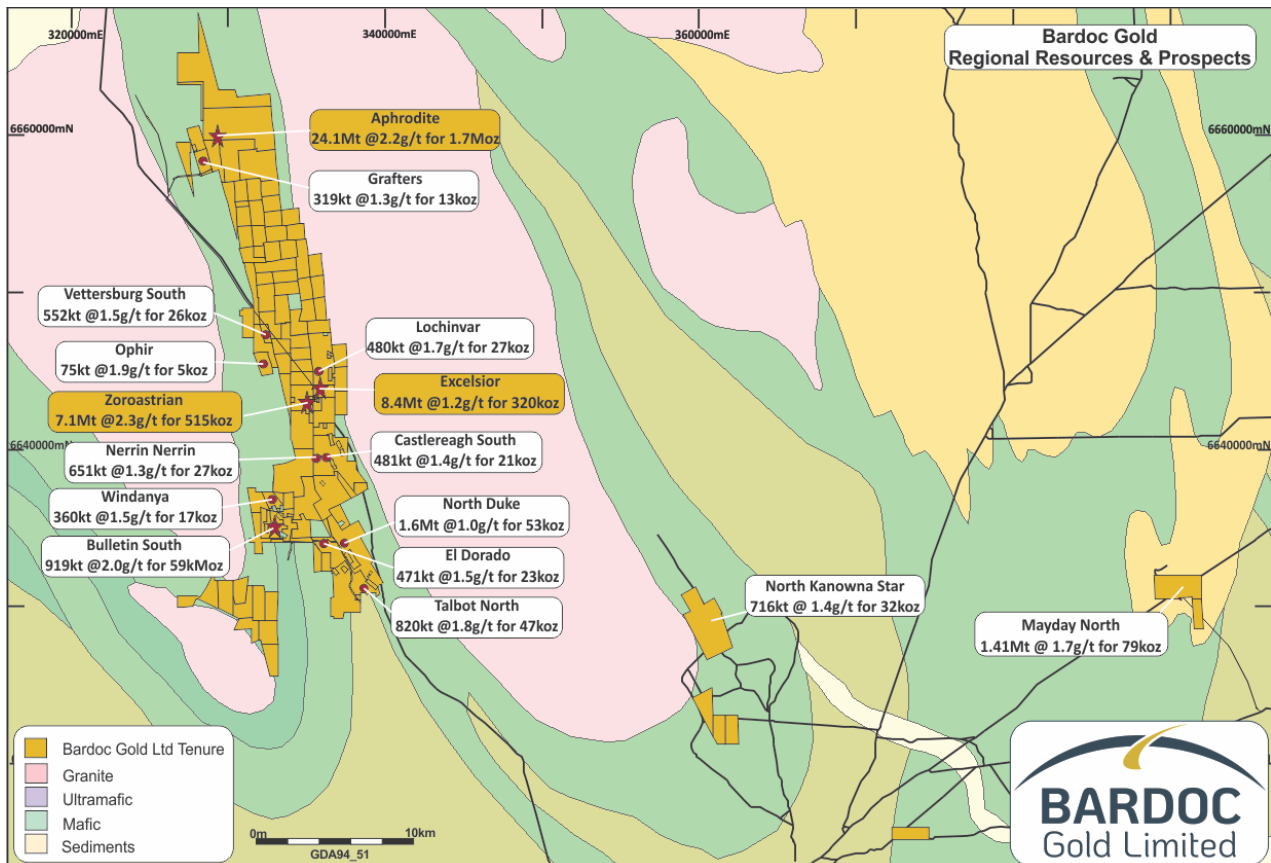 320000mE
340000mE
360000mE
Bardoc Gold
Regional Resources & Prospects
6660000mN
6660000mN
Aphrodite
24.1Mt @2.2g/t for 1.7Moz
Grafters
319kt @1.3g/t for 13koz
Vettersburg South
552kt @1.5g/t for 26koz
Lochinvar
480kt @1.7g/t for 27koz
Ophir
75kt @1.9g/t for 5koz
Excelsior
8.4Mt @1.2g/t for 320koz
Zoroastrian
7.1Mt @2.3g/t for 515koz
6640000mN
6640000mN
Nerrin Nerrin
651kt @1.3g/t for 27koz
Castlereagh South
481kt @1.4g/t for 21koz
Windanya
360kt @1.5g/t for 17koz
North Duke
1.6Mt @1.0g/t for 53koz
Bulletin South
919kt @2.0g/t for 59kMoz
El Dorado
471kt @1.5g/t for 23koz
Talbot North
820kt @1.8g/t for 47koz
North Kanowna Star
716kt @ 1.4g/t for 32koz
Mayday North
1.41Mt @ 1.7g/t for 79koz
Bardoc Gold Ltd Tenure
Granite
Ultramafic
Mafic
Sediments
0m
10km
GDA94_51
BARDOC
Gold Limited